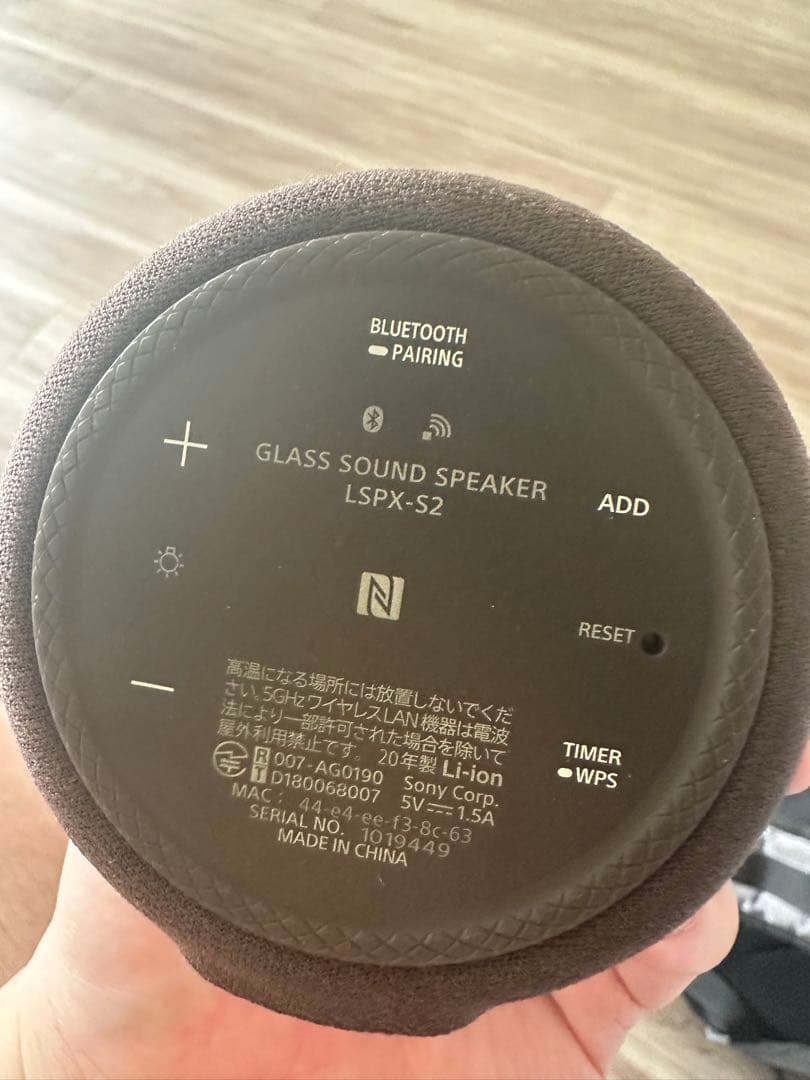 BLUETOOTH
PAIRING
+
GLASS SOUND SPEAKER
LSPX-S2
ADD
N
RESET
−
高温になる場所には放置しないでくだ
さい。5GHzワイヤレスLAN機器は電波
法により一部許可された場合を除いて
屋外利用禁止です。 20年製 Li-ion
R 007-AG0190 Sony Corp.
T D180068007 5V⎓1.5A
MAC : 44-e4-ee-f3-8c-63
SERIAL NO. 1019449
MADE IN CHINA
TIMER
WPS